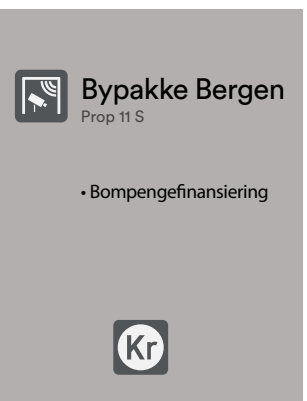 Bypakke Bergen
Prop 11 S
• Bompengefinansiering
Kr